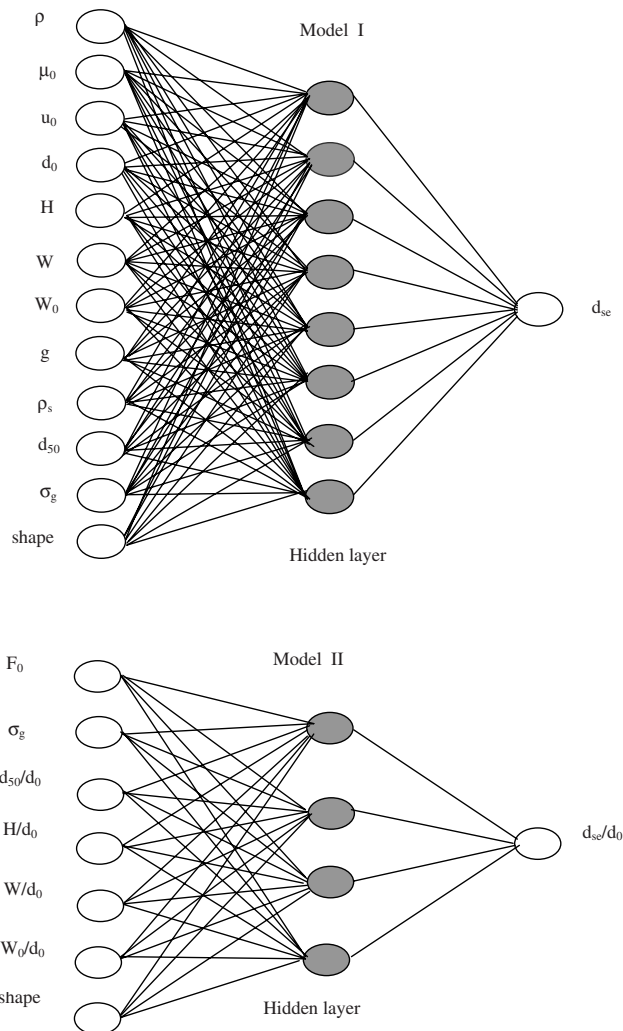 ρ
Model I
μ₀
u₀
d₀
H
W
W₀
dse
g
ρs
d₅₀
σg
shape
Hidden layer
F₀
Model II
σg
d₅₀/d₀
H/d₀
dse/d₀
W/d₀
W₀/d₀
shape
Hidden layer